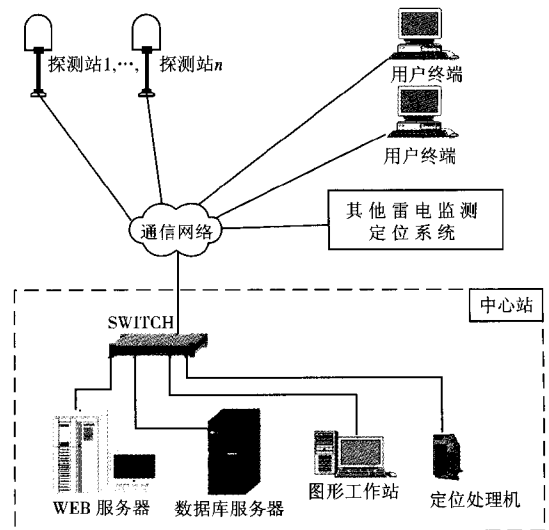 探测站1,…,
探测站n
用户终端
用户终端
其他雷电监测
定位系统
通信网络
中心站
SWITCH
WEB 服务器
数据库服务器
图形工作站
定位处理机